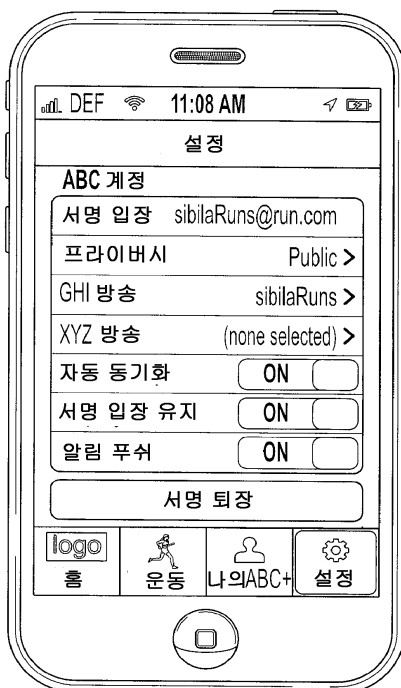 DEF 11:08 AM
설정
ABC 계정
서명 입장 sibilaRuns@run.com
프라이버시 Public >
GHI 방송 sibilaRuns >
XYZ 방송 (none selected) >
자동 동기화 ON
서명 입장 유지 ON
알림 푸쉬 ON
서명 퇴장
logo
홈 운동 나의ABC+ 설정